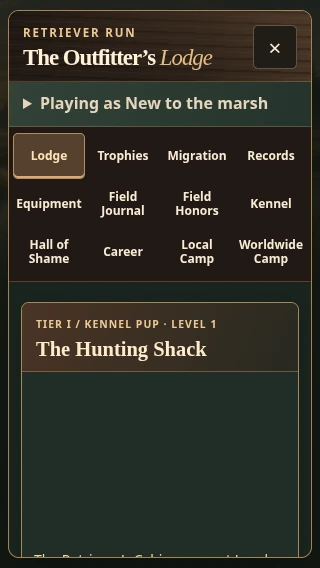 RETRIEVER RUN
The Outfitter’s Lodge
×
▶ Playing as New to the marsh
Lodge
Trophies
Migration
Records
Equipment
Field
Journal
Field
Honors
Kennel
Hall of
Shame
Career
Local
Camp
Worldwide
Camp
TIER I / KENNEL PUP · LEVEL 1
The Hunting Shack